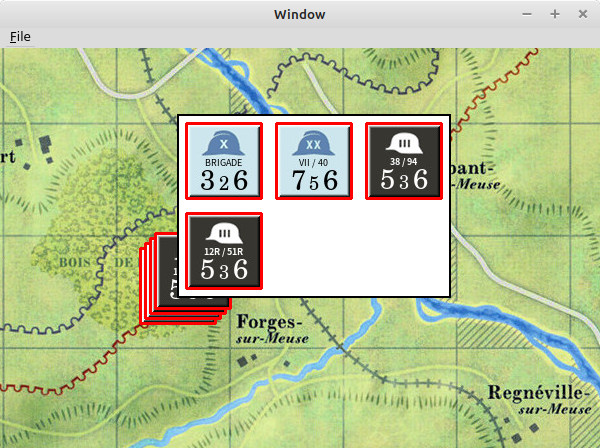 Window
File
X
BRIGADE
3 2 6
XX
VII / 40
7 5 6
III
38 / 94
5 3 6
III
12R / 51R
5 3 6
rt
pant-
-Meuse
BOIS DE
Forges-
sur-Meuse
Regnéville-
sur-Meuse